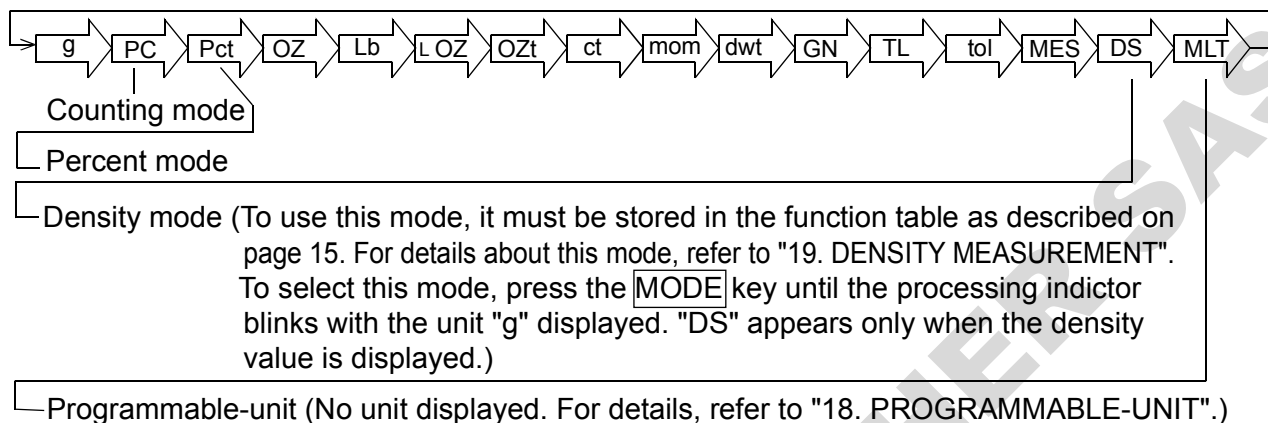 g PC Pct OZ Lb L OZ OZt ct mom dwt GN TL tol MES DS MLT
Counting mode
Percent mode
Density mode (To use this mode, it must be stored in the function table as described on
page 15. For details about this mode, refer to "19. DENSITY MEASUREMENT".
To select this mode, press the MODE key until the processing indictor
blinks with the unit "g" displayed. "DS" appears only when the density
value is displayed.)
Programmable-unit (No unit displayed. For details, refer to "18. PROGRAMMABLE-UNIT".)
HER SAS